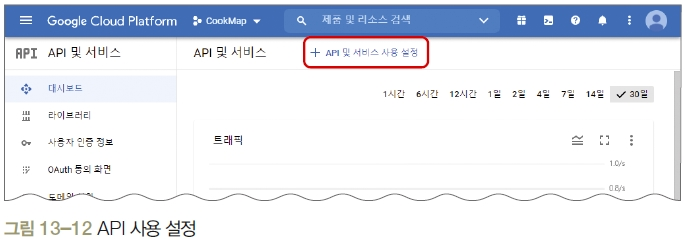 Google Cloud Platform
CookMap
제품 및 리소스 검색
API
API 및 서비스
API 및 서비스
+ API 및 서비스 사용 설정
대시보드
라이브러리
사용자 인증 정보
OAuth 동의 화면
1시간 6시간 12시간 1일 2일 4일 7일 14일 ✓ 30일
트래픽
1.0/s
0.8/s
그림 13-12 API 사용 설정